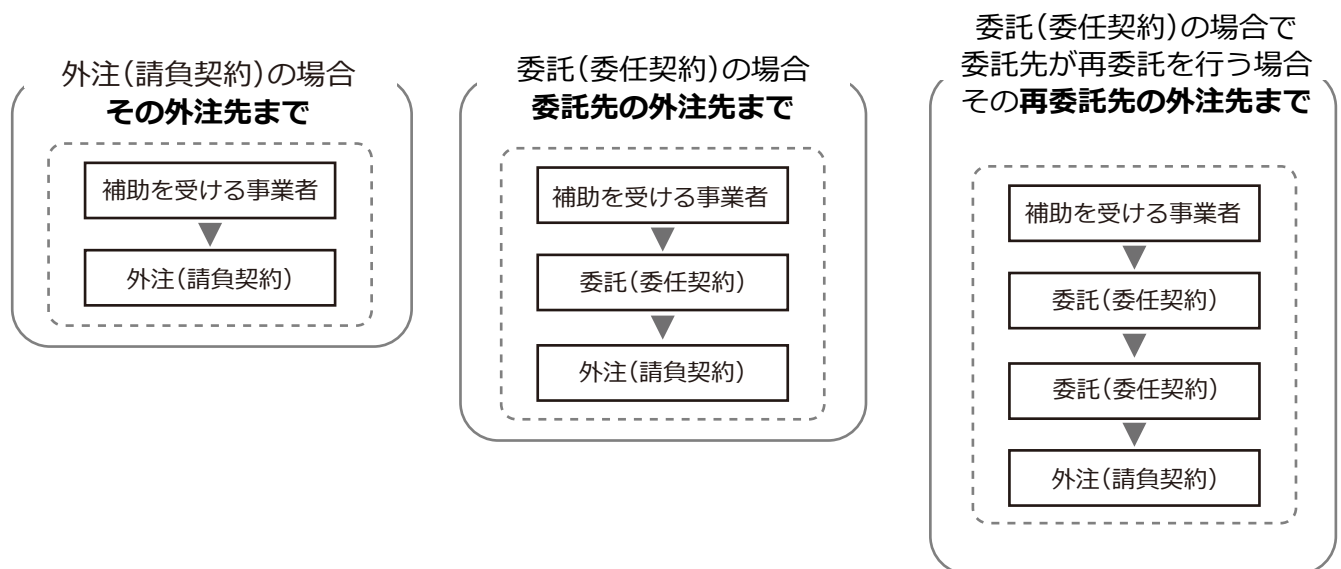 外注(請負契約)の場合
その外注先まで
補助を受ける事業者
外注(請負契約)
委託(委任契約)の場合
委託先の外注先まで
補助を受ける事業者
委託(委任契約)
外注(請負契約)
委託(委任契約)の場合で
委託先が再委託を行う場合
その再委託先の外注先まで
補助を受ける事業者
委託(委任契約)
委託(委任契約)
外注(請負契約)